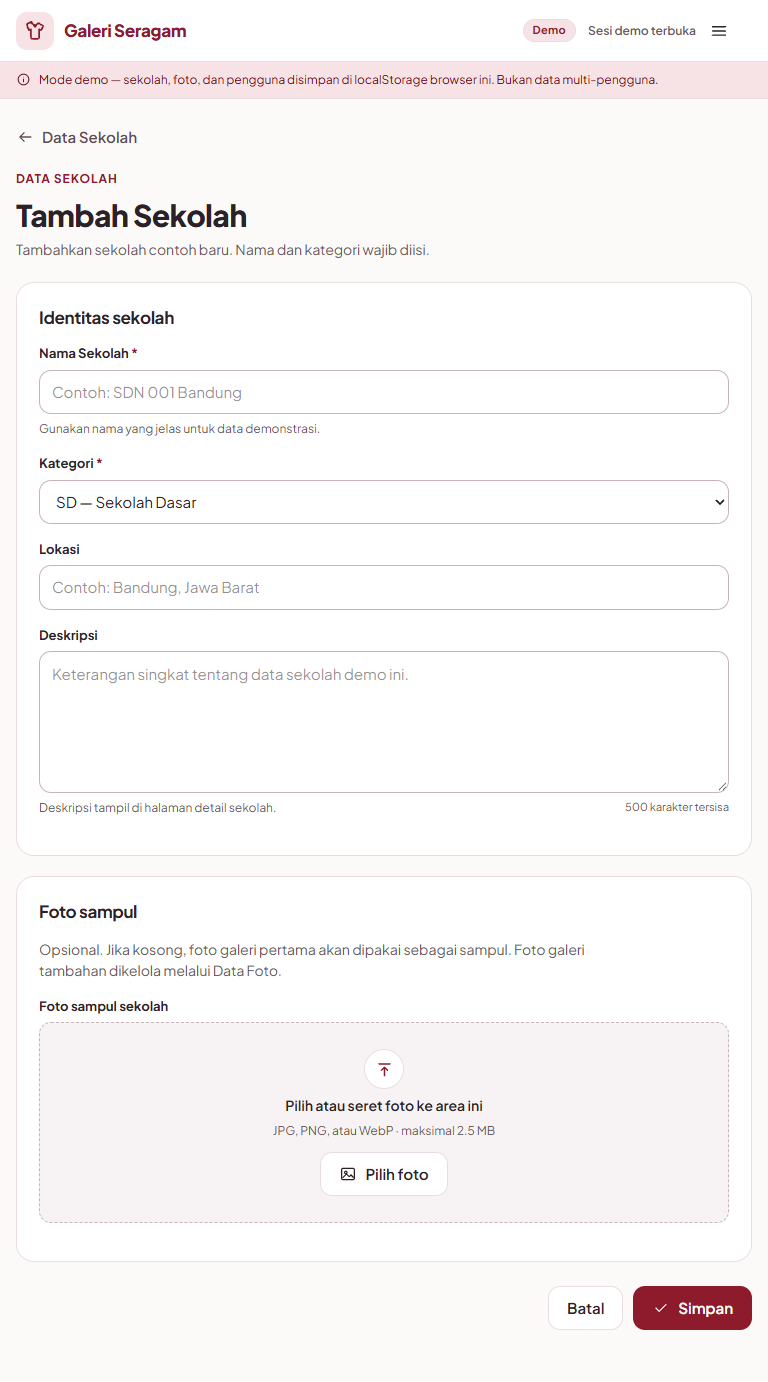 Galeri Seragam
Demo
Sesi demo terbuka
Mode demo — sekolah, foto, dan pengguna disimpan di localStorage browser ini. Bukan data multi-pengguna.
Data Sekolah
DATA SEKOLAH
Tambah Sekolah
Tambahkan sekolah contoh baru. Nama dan kategori wajib diisi.
Identitas sekolah
Nama Sekolah *
Contoh: SDN 001 Bandung
Gunakan nama yang jelas untuk data demonstrasi.
Kategori *
SD — Sekolah Dasar
Lokasi
Contoh: Bandung, Jawa Barat
Deskripsi
Keterangan singkat tentang data sekolah demo ini.
Deskripsi tampil di halaman detail sekolah.
500 karakter tersisa
Foto sampul
Opsional. Jika kosong, foto galeri pertama akan dipakai sebagai sampul. Foto galeri
tambahan dikelola melalui Data Foto.
Foto sampul sekolah
Pilih atau seret foto ke area ini
JPG, PNG, atau WebP · maksimal 2.5 MB
Pilih foto
Batal
Simpan